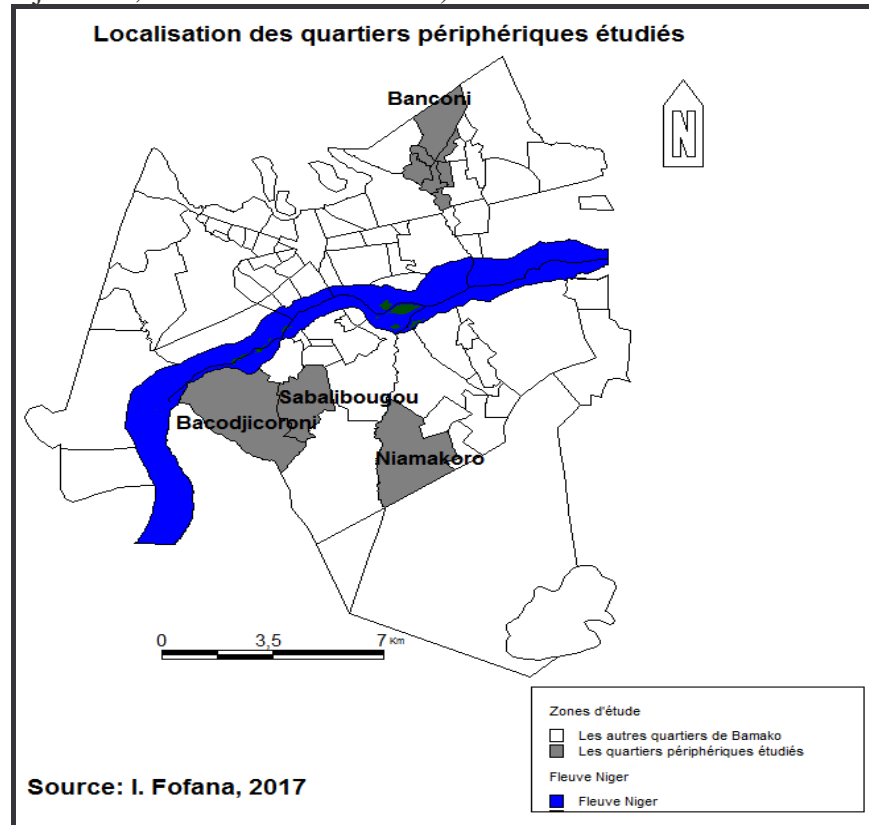 Localisation des quartiers périphériques étudiés
Banconi
N
Sabalibougou
Bacodjicoroni
Niamakoro
0 3,5 7 Km
Zones d'étude
Les autres quartiers de Bamako
Les quartiers périphériques étudiés
Fleuve Niger
Fleuve Niger
Source: I. Fofana, 2017